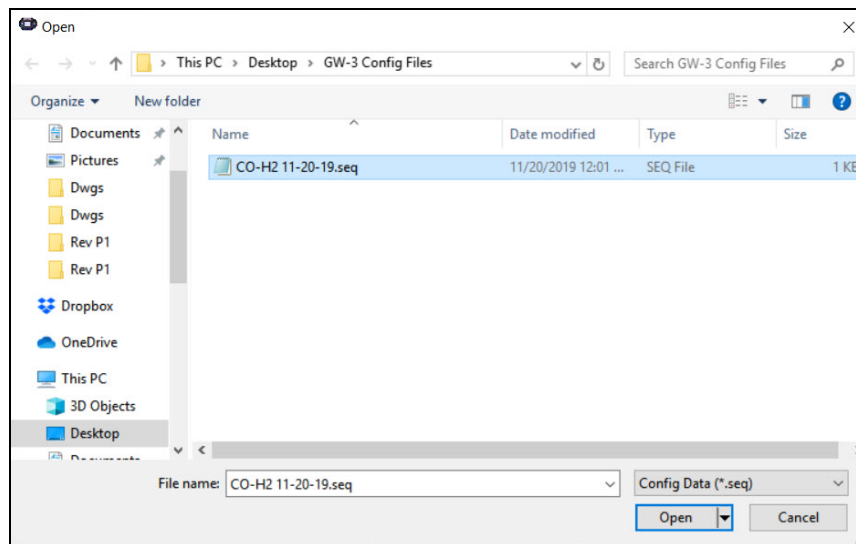 Open
This PC > Desktop > GW-3 Config Files
Search GW-3 Config Files
Organize
New folder
Name
Date modified
Type
Size
CO-H2 11-20-19.seq
11/20/2019 12:01 ...
SEQ File
1 KB
Documents
Pictures
Dwgs
Dwgs
Rev P1
Rev P1
Dropbox
OneDrive
This PC
3D Objects
Desktop
Documents
File name:
CO-H2 11-20-19.seq
Config Data (*.seq)
Open
Cancel